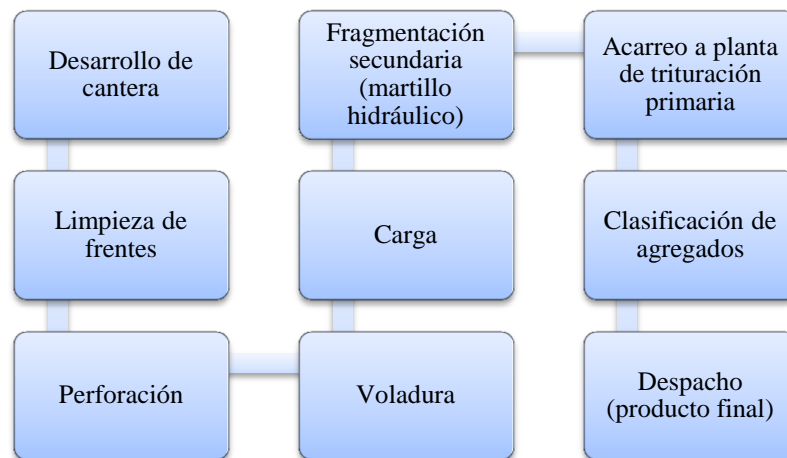 Desarrollo de
cantera
Limpieza de
frentes
Perforación
Voladura
Carga
Fragmentación
secundaria
(martillo
hidráulico)
Acarreo a planta
de trituración
primaria
Clasificación de
agregados
Despacho
(producto final)